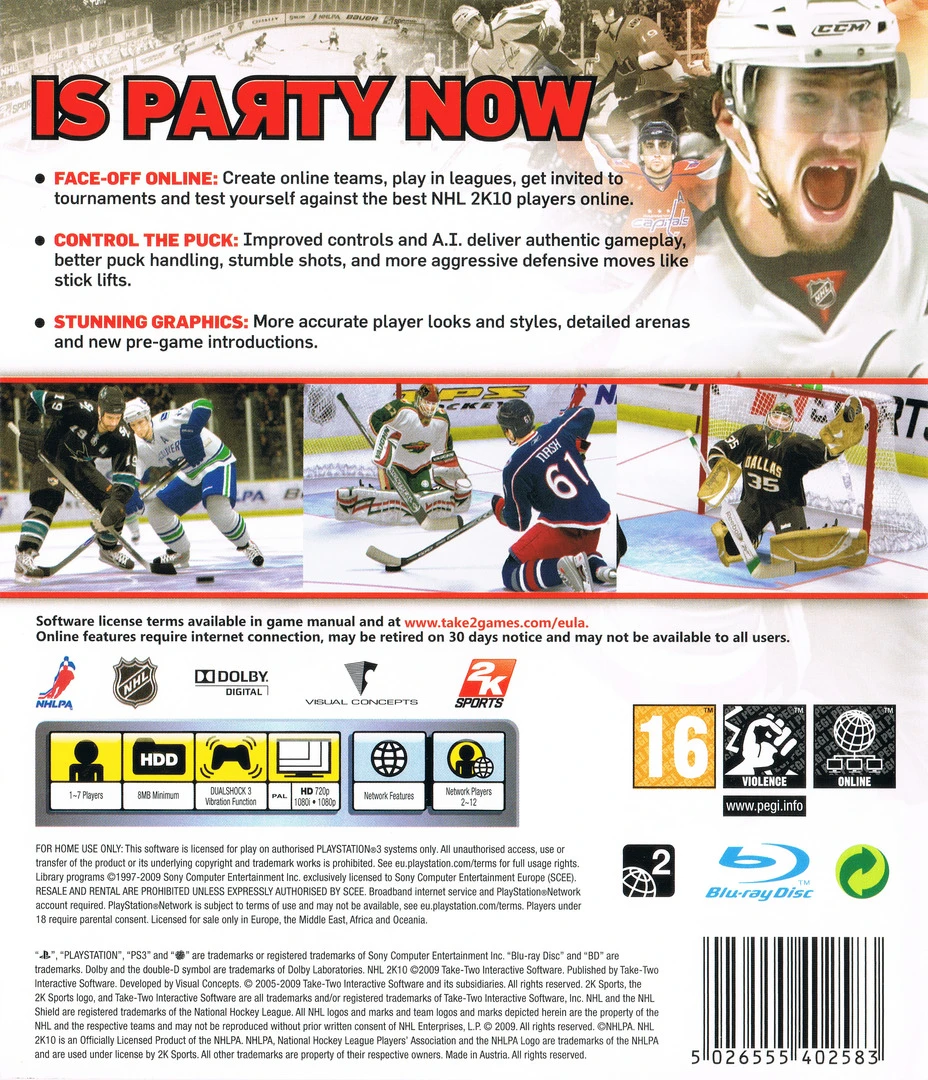 CCM
IS PAЯTY NOW
• FACE-OFF ONLINE: Create online teams, play in leagues, get invited to
tournaments and test yourself against the best NHL 2K10 players online.
capitals
• CONTROL THE PUCK: Improved controls and A.I. deliver authentic gameplay,
better puck handling, stumble shots, and more aggressive defensive moves like
stick lifts.
NHL
• STUNNING GRAPHICS: More accurate player looks and styles, detailed arenas
and new pre-game introductions.
19
NASH
61
DALLAS
35
Software license terms available in game manual and at www.take2games.com/eula.
Online features require internet connection, may be retired on 30 days notice and may not be available to all users.
NHLPA
NHL
DOLBY
DIGITAL
VISUAL CONCEPTS
2K
SPORTS
HDD
1~7 Players
8MB Minimum
DUALSHOCK 3
Vibration Function
PAL
HD 720p
1080i • 1080p
Network Features
Network Players
2~12
16
VIOLENCE
ONLINE
www.pegi.info
FOR HOME USE ONLY: This software is licensed for play on authorised PLAYSTATION®3 systems only. All unauthorised access, use or
transfer of the product or its underlying copyright and trademark works is prohibited. See eu.playstation.com/terms for full usage rights.
Library programs ©1997-2009 Sony Computer Entertainment Inc. exclusively licensed to Sony Computer Entertainment Europe (SCEE).
RESALE AND RENTAL ARE PROHIBITED UNLESS EXPRESSLY AUTHORISED BY SCEE. Broadband internet service and PlayStation®Network
account required. PlayStation®Network is subject to terms of use and may not be available, see eu.playstation.com/terms. Players under
18 require parental consent. Licensed for sale only in Europe, the Middle East, Africa and Oceania.
2
Blu-ray Disc™
“ ”, “PLAYSTATION”, “PS3” and “ ” are trademarks or registered trademarks of Sony Computer Entertainment Inc. “Blu-ray Disc” and “BD” are
trademarks. Dolby and the double-D symbol are trademarks of Dolby Laboratories. NHL 2K10 ©2009 Take-Two Interactive Software. Published by Take-Two
Interactive Software. Developed by Visual Concepts. © 2005-2009 Take-Two Interactive Software and its subsidiaries. All rights reserved. 2K Sports, the
2K Sports logo, and Take-Two Interactive Software are all trademarks and/or registered trademarks of Take-Two Interactive Software, Inc. NHL and the NHL
Shield are registered trademarks of the National Hockey League. All NHL logos and marks and team logos and marks depicted herein are the property of the
NHL and the respective teams and may not be reproduced without prior written consent of NHL Enterprises, L.P. © 2009. All rights reserved. ©NHLPA. NHL
2K10 is an Officially Licensed Product of the NHLPA. NHLPA, National Hockey League Players' Association and the NHLPA Logo are trademarks of the NHLPA
and are used under license by 2K Sports. All other trademarks are property of their respective owners. Made in Austria. All rights reserved.
5 026555 402583